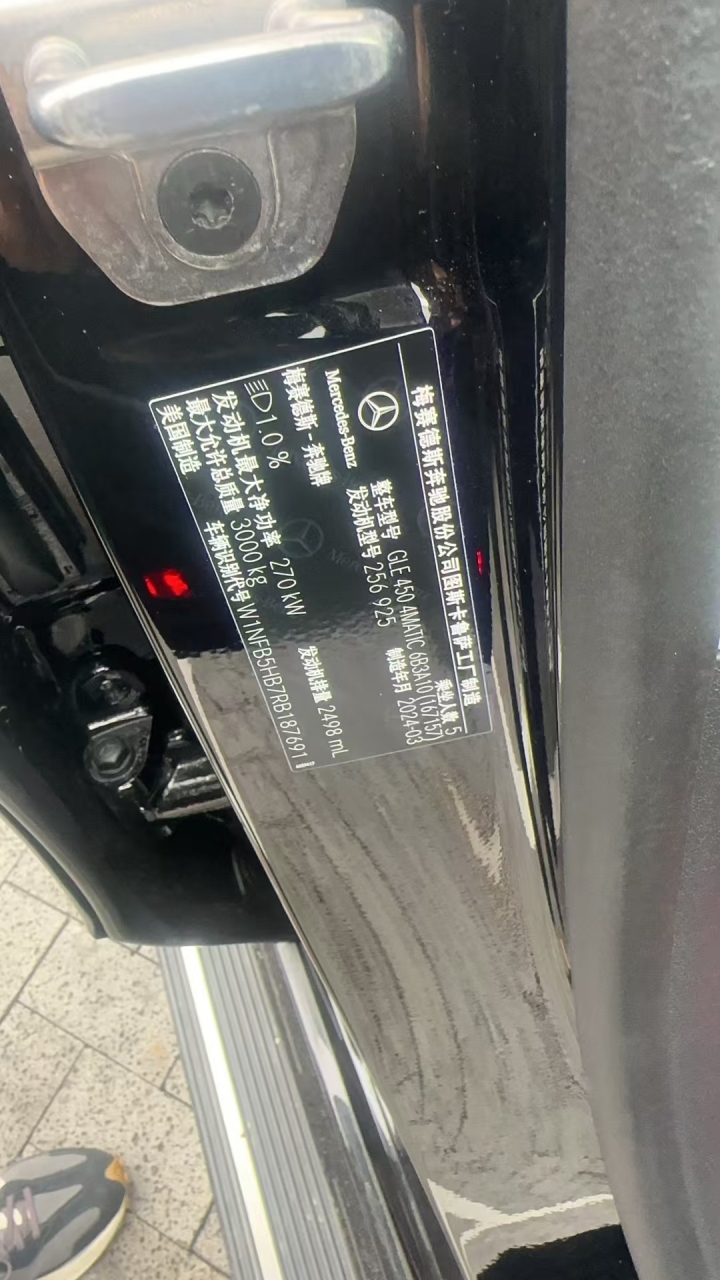 梅赛德斯奔驰股份公司图斯卡鲁萨工厂制造
Mercedes-Benz
整车型号 GLE 450 4MATIC 6B3A101(167157)
乘坐人数 5
发动机型号 256 925
制造年月 2024-03
梅赛德斯-奔驰牌
1.0 %
发动机最大净功率 270 kW
发动机排量 2498 mL
最大允许总质量 3000 kg
美国制造
车辆识别代号 W1NFB5HB7RB187691